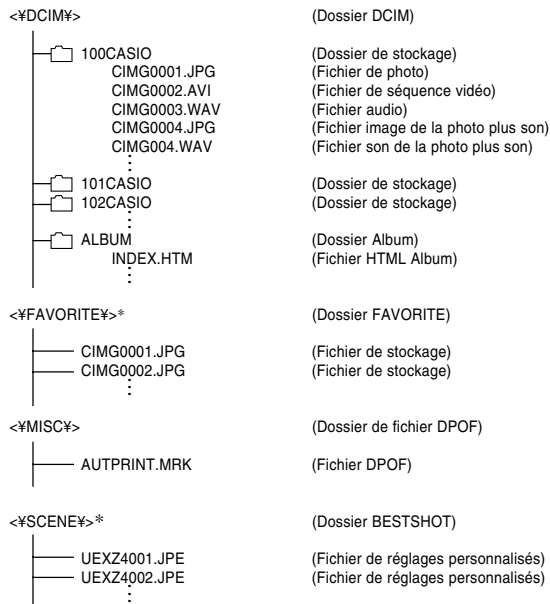 <¥DCIM¥> (Dossier DCIM)
100CASIO (Dossier de stockage)
CIMG0001.JPG (Fichier de photo)
CIMG0002.AVI (Fichier de séquence vidéo)
CIMG0003.WAV (Fichier audio)
CIMG0004.JPG (Fichier image de la photo plus son)
CIMG004.WAV (Fichier son de la photo plus son)
101CASIO (Dossier de stockage)
102CASIO (Dossier de stockage)
ALBUM (Dossier Album)
INDEX.HTM (Fichier HTML Album)
<¥FAVORITE¥>* (Dossier FAVORITE)
CIMG0001.JPG (Fichier de stockage)
CIMG0002.JPG (Fichier de stockage)
<¥MISC¥> (Dossier de fichier DPOF)
AUTPRINT.MRK (Fichier DPOF)
<¥SCENE¥>* (Dossier BESTSHOT)
UEXZ4001.JPE (Fichier de réglages personnalisés)
UEXZ4002.JPE (Fichier de réglages personnalisés)